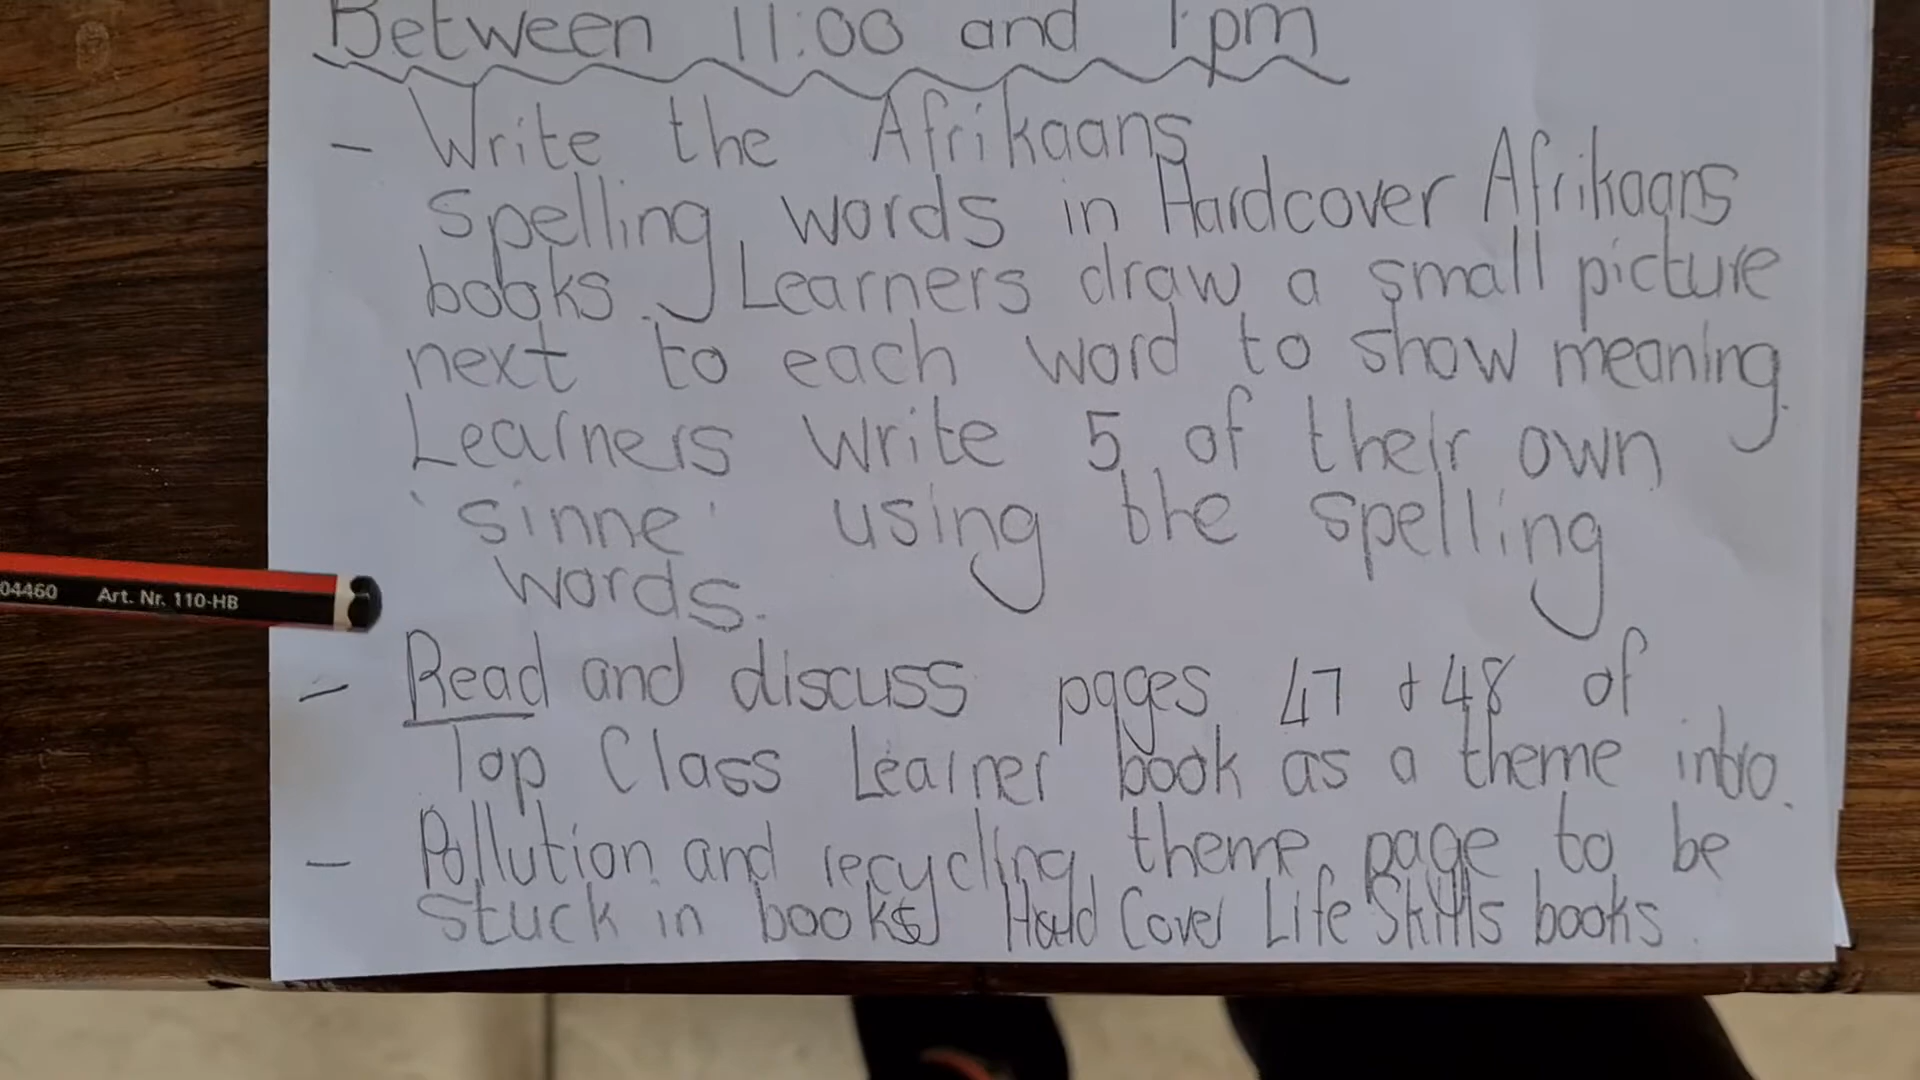 Between 11:00 and 1pm
- Write the Afrikaans
Spelling words in Hardcover Afrikaans
books. Learners draw a small picture
next to each word to show meaning.
Learners write 5 of their own
'sinne' using the spelling
words.
04460 Art. Nr. 110-HB
- Read and discuss pages 47 + 48 of
Top Class Learner book as a theme intro.
- Pollution and recycling theme page to be
stuck in books Hard Cover Life Skills books.